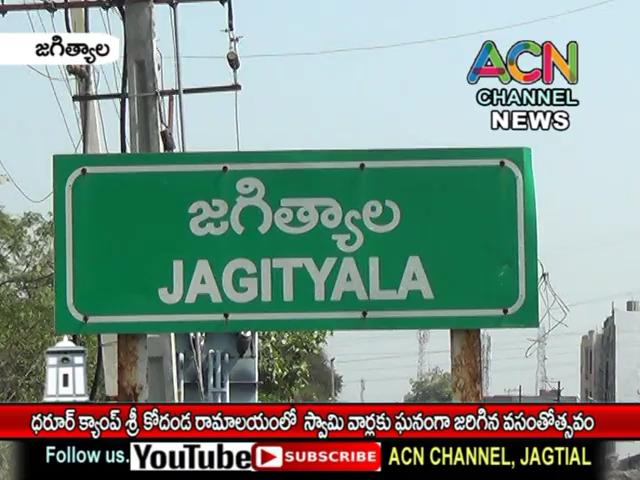 జగిత్యాల
ACN
CHANNEL
NEWS
జగిత్యాల
JAGITYALA
ధరూర్ క్యాంప్ శ్రీ కోదండ రామాలయంలో స్వామి వార్లకు ఘనంగా జరిగిన వసంతోత్సవం
Follow us. YouTube SUBSCRIBE ACN CHANNEL, JAGTIAL